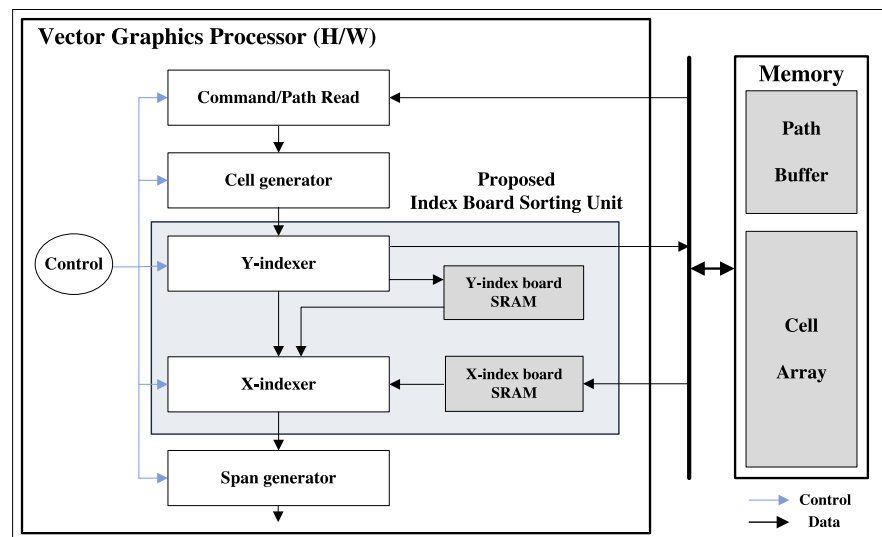 Vector Graphics Processor (H/W)
Command/Path Read
Cell generator
Proposed
Index Board Sorting Unit
Control
Y-indexer
Y-index board
SRAM
X-indexer
X-index board
SRAM
Span generator
Memory
Path
Buffer
Cell
Array
Control
Data